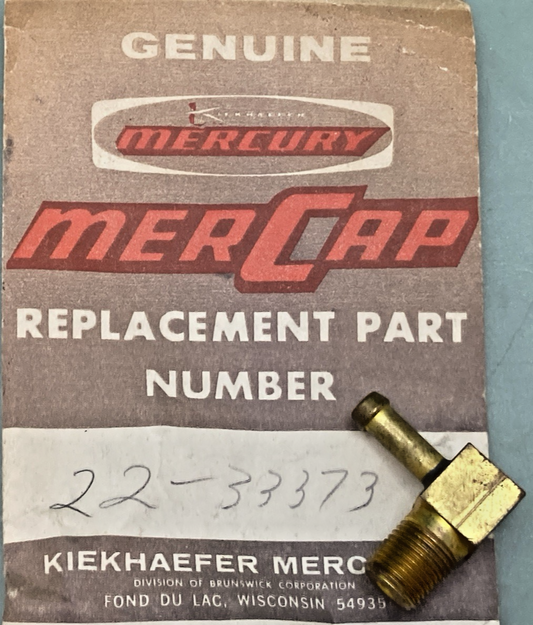 GENUINE
KIEKHAEFER
MERCURY
MERCAP
REPLACEMENT PART
NUMBER
22-33373
KIEKHAEFER MERC
DIVISION OF BRUNSWICK CORPORATION
FOND DU LAC, WISCONSIN 54935